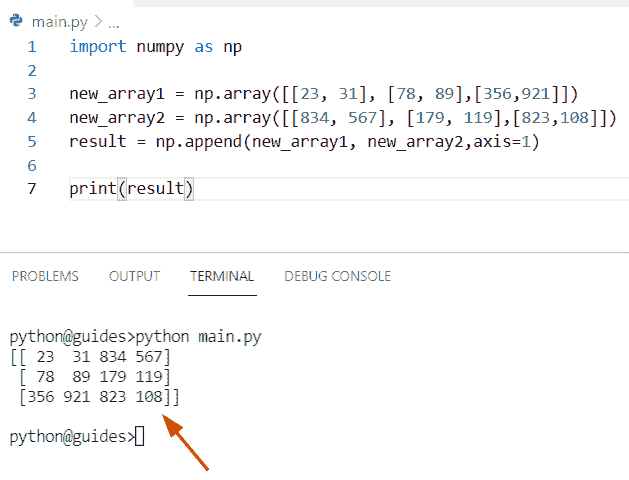 main.py > ...
1 import numpy as np
2
3 new_array1 = np.array([[23, 31], [78, 89],[356,921]])
4 new_array2 = np.array([[834, 567], [179, 119],[823,108]])
5 result = np.append(new_array1, new_array2,axis=1)
6
7 print(result)
PROBLEMS OUTPUT TERMINAL DEBUG CONSOLE
python@guides>python main.py
[[ 23  31 834 567]
 [ 78  89 179 119]
 [356 921 823 108]]
python@guides>